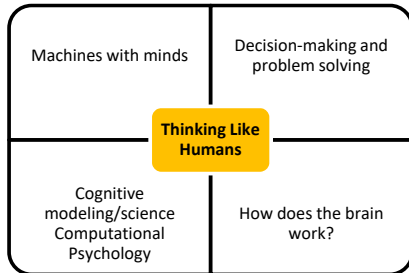 Machines with minds
Decision-making and
problem solving
Thinking Like
Humans
Cognitive
modeling/science
Computational
Psychology
How does the brain
work?